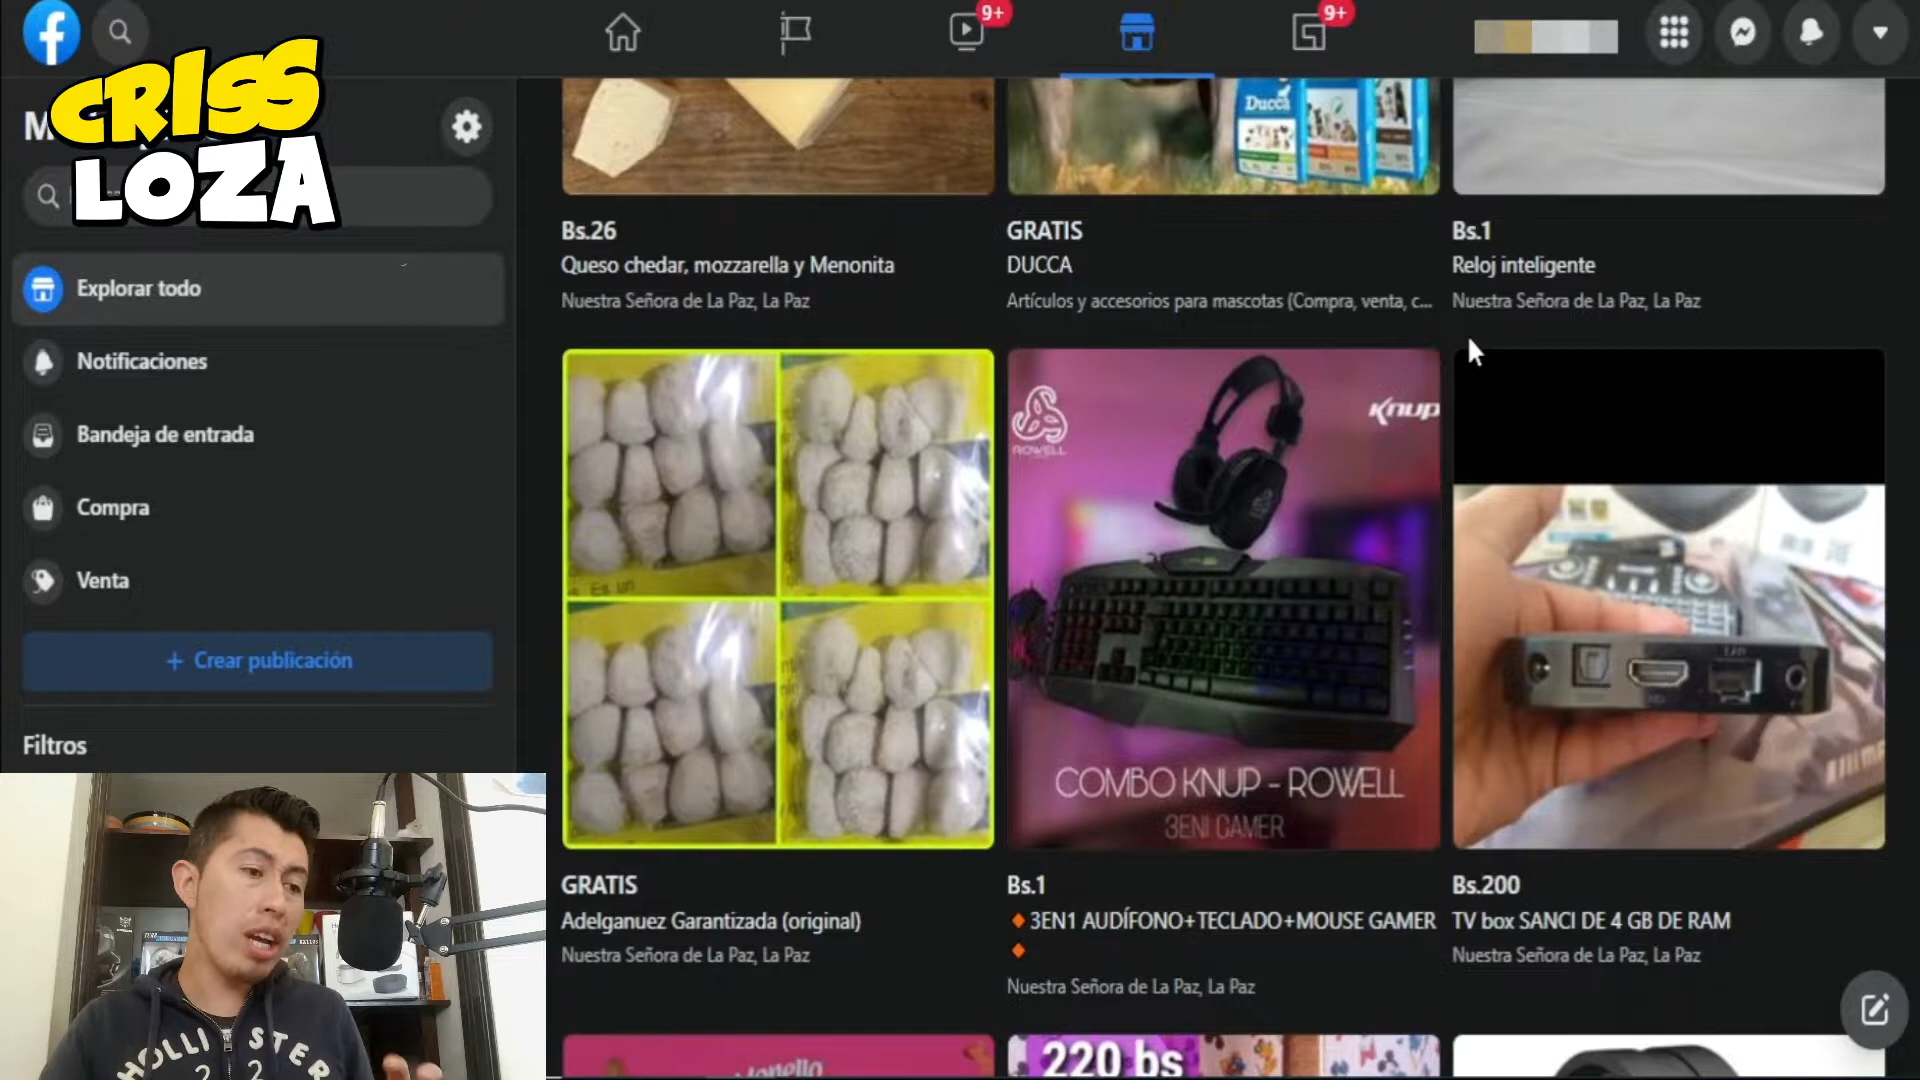 9+
9+
CRISS
LOZA
Explorar todo
Notificaciones
Bandeja de entrada
Compra
Venta
+ Crear publicación
Filtros
Ducca
Bs.26
Queso chedar, mozzarella y Menonita
Nuestra Señora de La Paz, La Paz
GRATIS
DUCCA
Artículos y accesorios para mascotas (Compra, venta, c...
Bs.1
Reloj inteligente
Nuestra Señora de La Paz, La Paz
ROWELL
Knup
COMBO KNUP - ROWELL
3EN1 GAMER
GRATIS
Adelganuez Garantizada (original)
Nuestra Señora de La Paz, La Paz
Bs.1
♦3EN1 AUDÍFONO+TECLADO+MOUSE GAMER
♦
Nuestra Señora de La Paz, La Paz
Bs.200
TV box SANCI DE 4 GB DE RAM
Nuestra Señora de La Paz, La Paz
220 bs
HOLLISTER
22